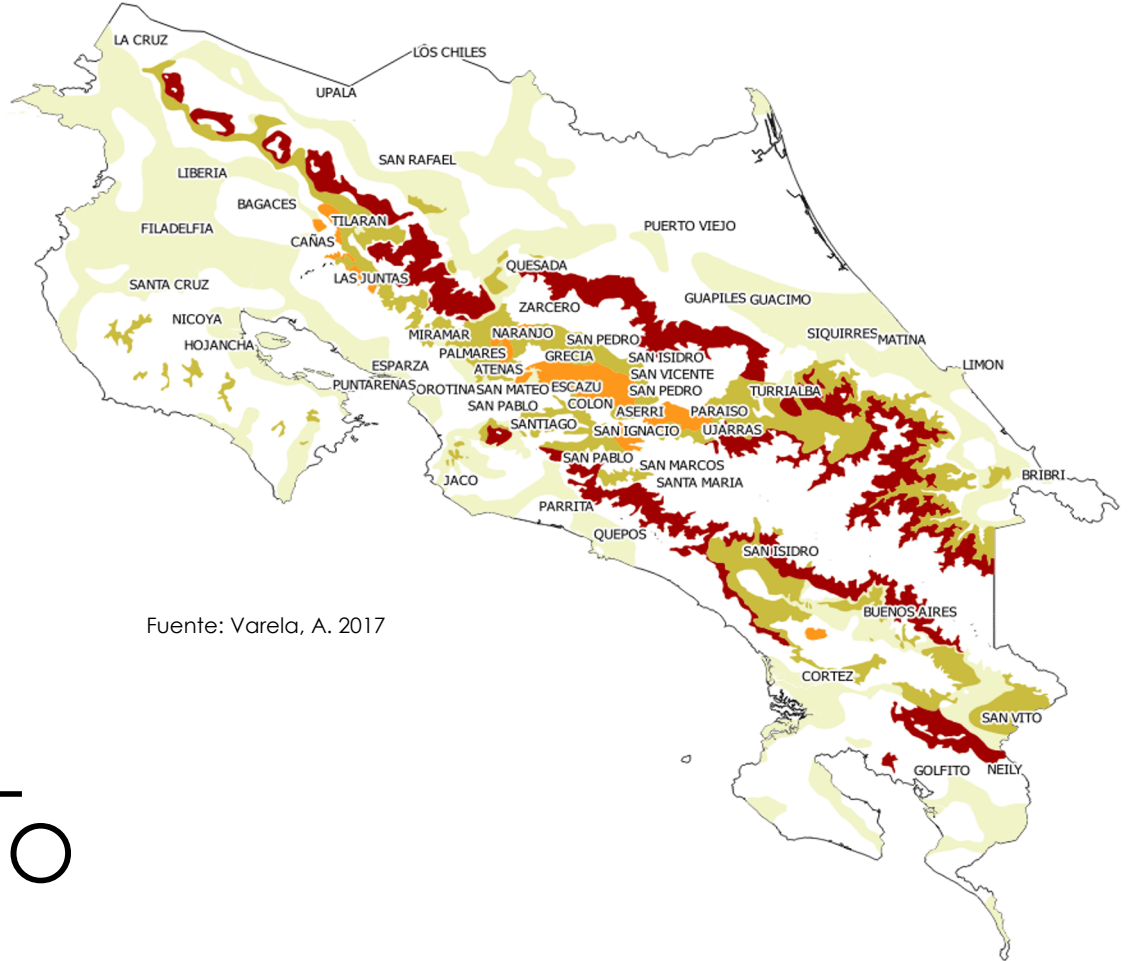 LA CRUZ
LOS CHILES
UPALA
SAN RAFAEL
LIBERIA
BAGACES
TILARAN
FILADELFIA
CAÑAS
PUERTO VIEJO
QUESADA
LAS JUNTAS
SANTA CRUZ
GUAPILES GUACIMO
ZARCERO
NICOYA
MIRAMAR
NARANJO
SAN PEDRO
SIQUIRRES
MATINA
HOJANCHA
PALMARES
GRECIA
SAN ISIDRO
ESPARZA
ATENAS
SAN VICENTE
LIMON
PUNTARENAS
OROTINA
SAN MATEO
ESCAZU
SAN PEDRO
TURRIALBA
SAN PABLO
COLON
ASERRI
PARAISO
SANTIAGO
SAN IGNACIO
UJARRAS
SAN PABLO
SAN MARCOS
JACO
SANTA MARIA
BRIBRI
PARRITA
QUEPOS
SAN ISIDRO
BUENOS AIRES
Fuente: Varela, A. 2017
CORTEZ
SAN VITO
GOLFITO
NEILY